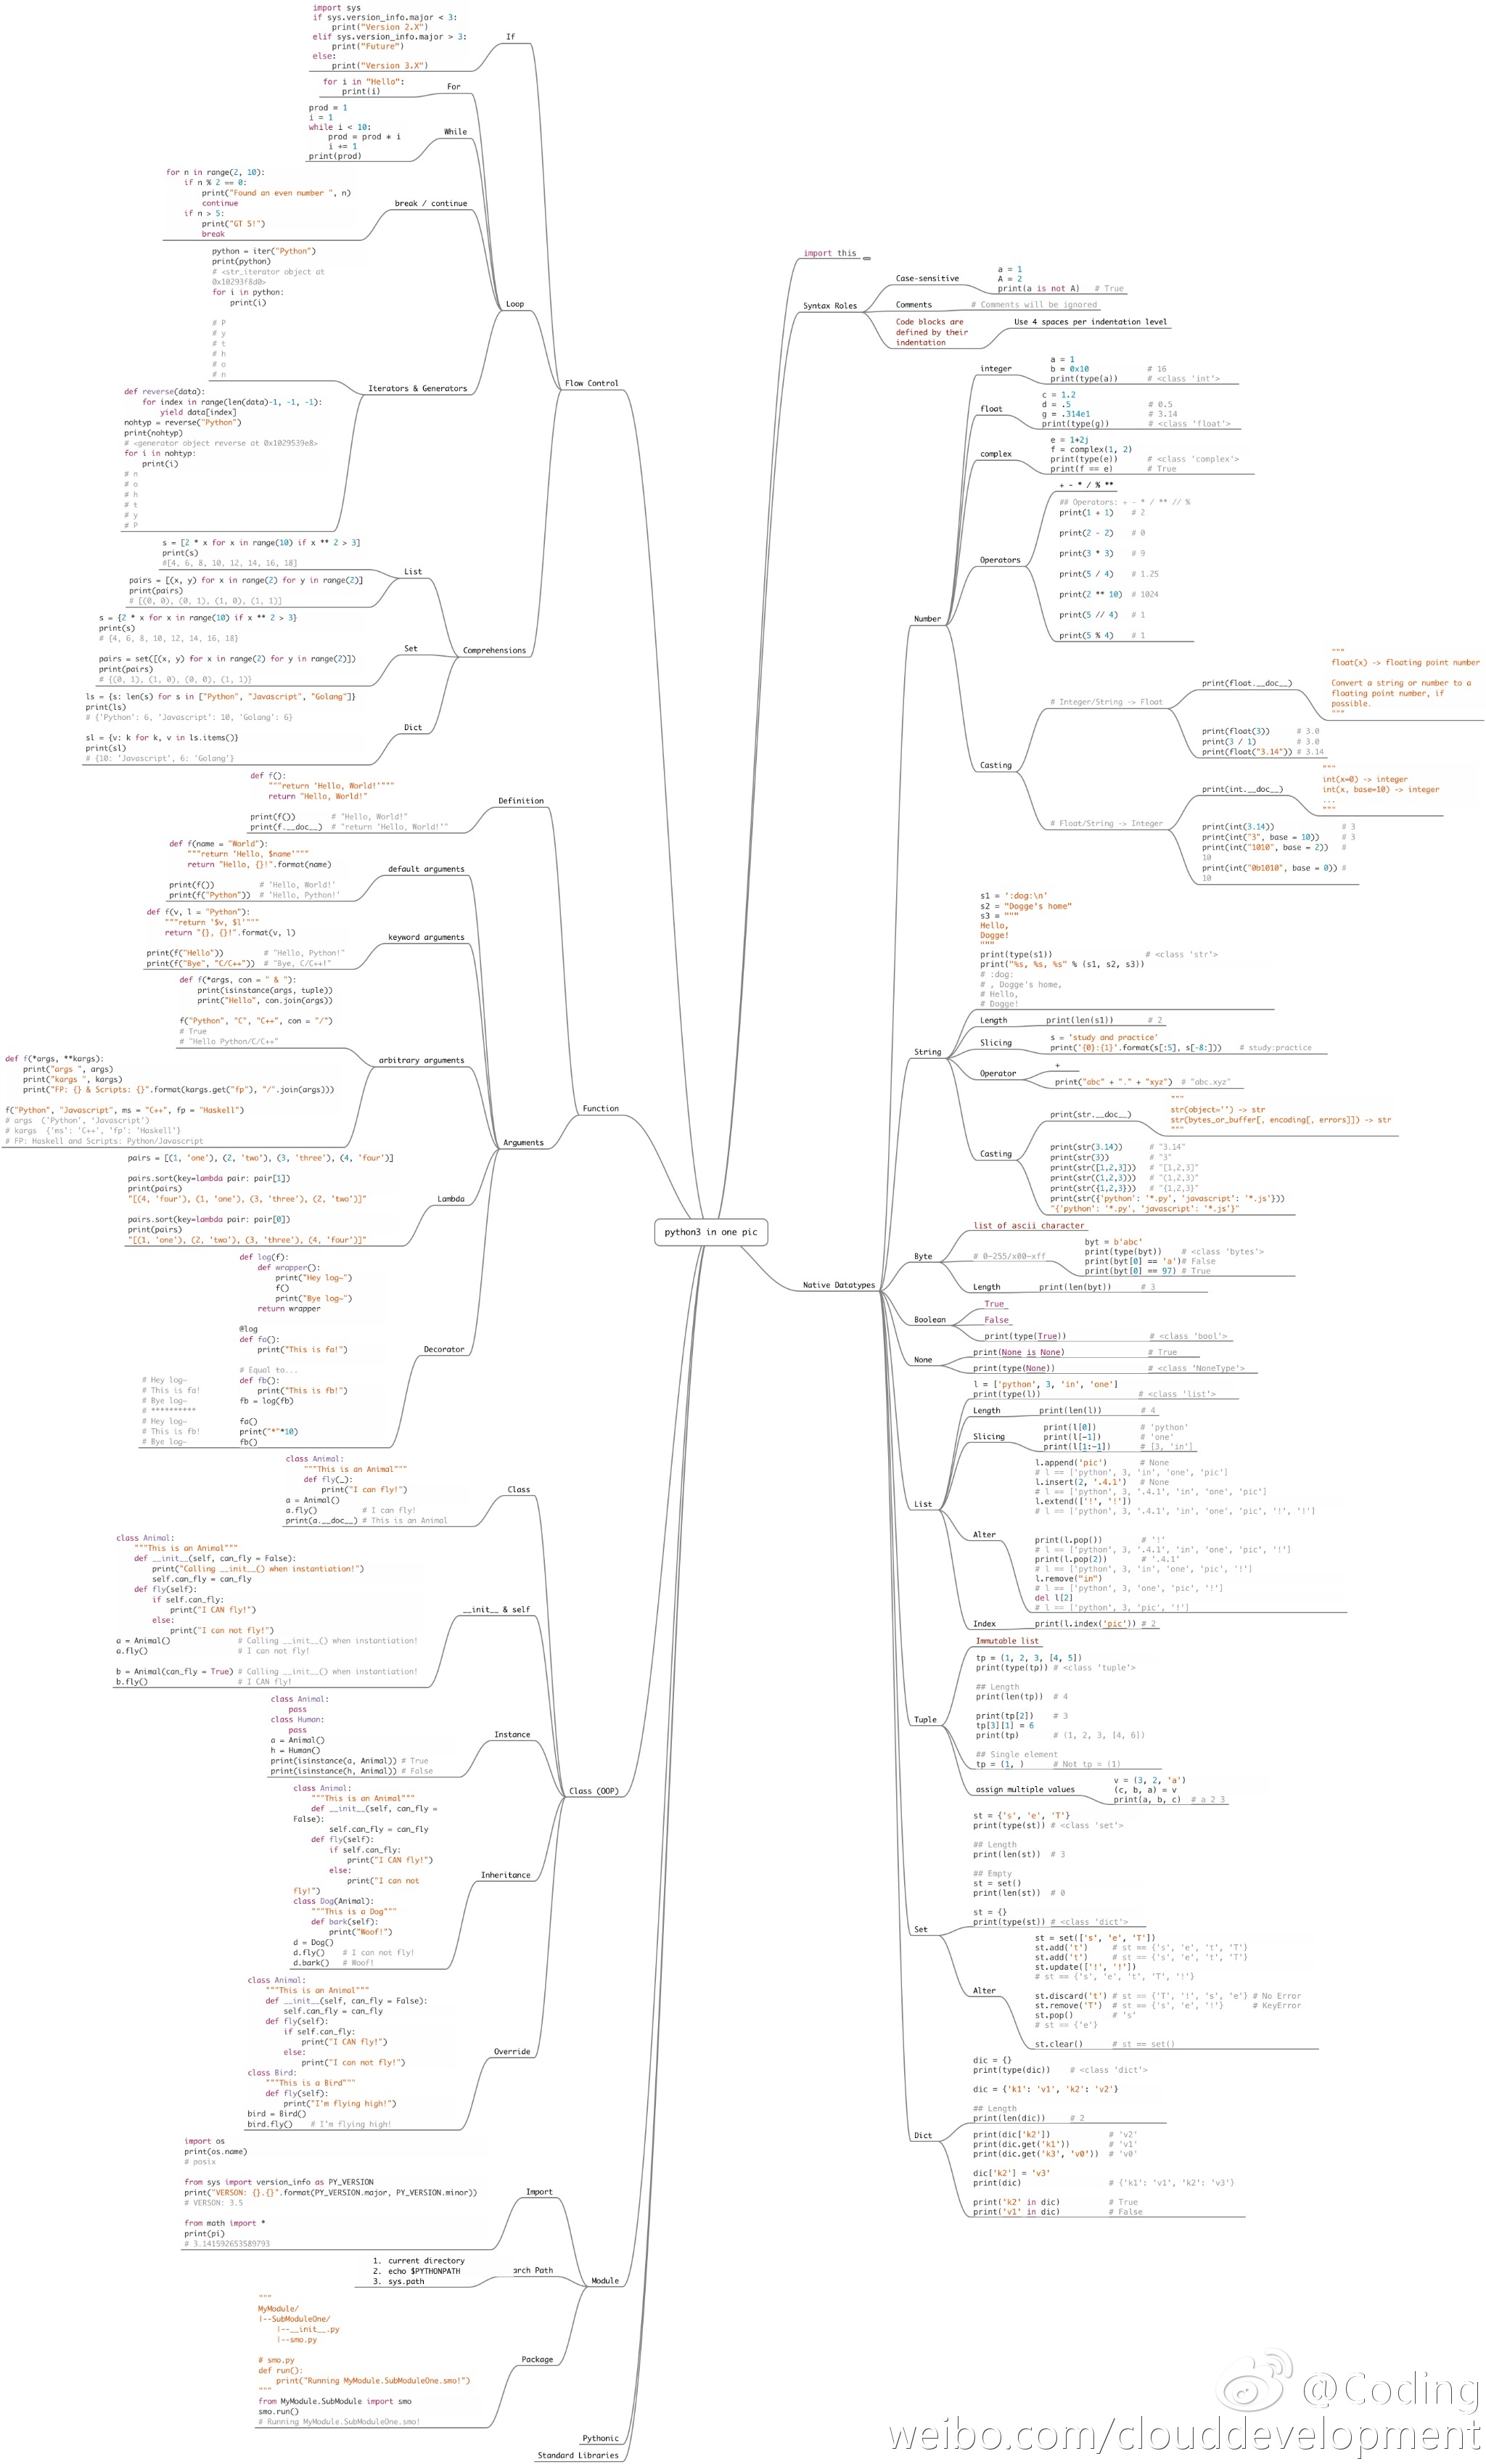 python3 in one pic
import this
Syntax Roles
Case-sensitive
a = 1
A = 2
print(a is not A)   # True
Comments
# Comments will be ignored
Code blocks are
defined by their
indentation
Use 4 spaces per indentation level
Native Datatypes
Number
integer
a = 1
b = 0x10            # 16
print(type(a))      # <class 'int'>
float
c = 1.2
d = .5              # 0.5
g = .314e1          # 3.14
print(type(g))      # <class 'float'>
complex
e = 1+2j
f = complex(1, 2)
print(type(e))      # <class 'complex'>
print(f == e)       # True
Operators
+ - * / % **
## Operators: + - * / ** // %
print(1 + 1)    # 2
print(2 - 2)    # 0
print(3 * 3)    # 9
print(5 / 4)    # 1.25
print(2 ** 10)  # 1024
print(5 // 4)   # 1
print(5 % 4)    # 1
Casting
# Integer/String -> Float
print(float.__doc__)
"""
float(x) -> floating point number
Convert a string or number to a
floating point number, if
possible.
"""
print(float(3))      # 3.0
print(3 / 1)         # 3.0
print(float("3.14")) # 3.14
# Float/String -> Integer
print(int.__doc__)
"""
int(x=0) -> integer
int(x, base=10) -> integer
...
"""
print(int(3.14))               # 3
print(int("3", base = 10))     # 3
print(int("1010", base = 2))   #
10
print(int("0b1010", base = 0)) #
10
String
s1 = ':dog:\n'
s2 = "Dogge's home"
s3 = """
Hello,
Dogge!
"""
print(type(s1))                     # <class 'str'>
print("%s, %s, %s" % (s1, s2, s3))
# :dog:
# , Dogge's home,
# Hello,
# Dogge!
Length
print(len(s1))       # 2
Slicing
s = 'study and practice'
print('{0}:{1}'.format(s[:5], s[-8:]))    # study:practice
Operator
+
print("abc" + "." + "xyz")  # "abc.xyz"
Casting
print(str.__doc__)
"""
str(object='') -> str
str(bytes_or_buffer[, encoding[, errors]]) -> str
"""
print(str(3.14))      # "3.14"
print(str(3))         # "3"
print(str([1,2,3]))   # "[1,2,3]"
print(str((1,2,3)))   # "(1,2,3)"
print(str({1,2,3}))   # "{1,2,3}"
print(str({'python': '*.py', 'javascript': '*.js'}))
"{'python': '*.py', 'javascript': '*.js'}"
Byte
list of ascii character
# 0-255/x00-xff
byt = b'abc'
print(type(byt))    # <class 'bytes'>
print(byt[0] == 'a')# False
print(byt[0] == 97) # True
Length
print(len(byt))       # 3
Boolean
True
False
print(type(True))                   # <class 'bool'>
None
print(None is None)                   # True
print(type(None))                     # <class 'NoneType'>
List
l = ['python', 3, 'in', 'one']
print(type(l))                      # <class 'list'>
Length
print(len(l))         # 4
Slicing
print(l[0])          # 'python'
print(l[-1])         # 'one'
print(l[1:-1])       # [3, 'in']
Alter
l.append('pic')       # None
# l == ['python', 3, 'in', 'one', 'pic']
l.insert(2, '.4.1')   # None
# l == ['python', 3, '.4.1', 'in', 'one', 'pic']
l.extend(['!', '!'])
# l == ['python', 3, '.4.1', 'in', 'one', 'pic', '!', '!']
print(l.pop())        # '!'
# l == ['python', 3, '.4.1', 'in', 'one', 'pic', '!']
print(l.pop(2))       # '.4.1'
# l == ['python', 3, 'in', 'one', 'pic', '!']
l.remove("in")
# l == ['python', 3, 'one', 'pic', '!']
del l[2]
# l == ['python', 3, 'pic', '!']
Index
print(l.index('pic')) # 2
Tuple
Immutable list
tp = (1, 2, 3, [4, 5])
print(type(tp)) # <class 'tuple'>
## Length
print(len(tp))  # 4
print(tp[2])    # 3
tp[3][1] = 6
print(tp)       # (1, 2, 3, [4, 6])
## Single element
tp = (1, )      # Not tp = (1)
assign multiple values
v = (3, 2, 'a')
(c, b, a) = v
print(a, b, c)  # a 2 3
Set
st = {'s', 'e', 'T'}
print(type(st)) # <class 'set'>
## Length
print(len(st))  # 3
## Empty
st = set()
print(len(st))  # 0
st = {}
print(type(st)) # <class 'dict'>
Alter
st = set(['s', 'e', 'T'])
st.add('t')     # st == {'s', 'e', 't', 'T'}
st.add('t')     # st == {'s', 'e', 't', 'T'}
st.update(['!', '!'])
# st == {'s', 'e', 't', 'T', '!'}
st.discard('t') # st == {'T', '!', 's', 'e'} # No Error
st.remove('T')  # st == {'s', 'e', '!'}      # KeyError
st.pop()        # 's'
# st == {'e'}
st.clear()      # st == set()
Dict
dic = {}
print(type(dic))    # <class 'dict'>
dic = {'k1': 'v1', 'k2': 'v2'}
## Length
print(len(dic))     # 2
print(dic['k2'])             # 'v2'
print(dic.get('k1'))         # 'v1'
print(dic.get('k3', 'v0'))   # 'v0'
dic['k2'] = 'v3'
print(dic)                   # {'k1': 'v1', 'k2': 'v3'}
print('k2' in dic)           # True
print('v1' in dic)           # False
Flow Control
If
import sys
if sys.version_info.major < 3:
    print("Version 2.X")
elif sys.version_info.major > 3:
    print("Future")
else:
    print("Version 3.X")
Loop
For
for i in "Hello":
    print(i)
While
prod = 1
i = 1
while i < 10:
    prod = prod * i
    i += 1
print(prod)
break / continue
for n in range(2, 10):
    if n % 2 == 0:
        print("Found an even number ", n)
        continue
    if n > 5:
        print("GT 5!")
        break
Iterators & Generators
python = iter("Python")
print(python)
# <str_iterator object at
0x10293f8d0>
for i in python:
    print(i)
# P
# y
# t
# h
# o
# n
def reverse(data):
    for index in range(len(data)-1, -1, -1):
        yield data[index]
nohtyp = reverse("Python")
print(nohtyp)
# <generator object reverse at 0x1029539e8>
for i in nohtyp:
    print(i)
# n
# o
# h
# t
# y
# P
Comprehensions
List
s = [2 * x for x in range(10) if x ** 2 > 3]
print(s)
#[4, 6, 8, 10, 12, 14, 16, 18]
pairs = [(x, y) for x in range(2) for y in range(2)]
print(pairs)
# [(0, 0), (0, 1), (1, 0), (1, 1)]
Set
s = {2 * x for x in range(10) if x ** 2 > 3}
print(s)
# {4, 6, 8, 10, 12, 14, 16, 18}
pairs = set([(x, y) for x in range(2) for y in range(2)])
print(pairs)
# {(0, 1), (1, 0), (0, 0), (1, 1)}
Dict
ls = {s: len(s) for s in ["Python", "Javascript", "Golang"]}
print(ls)
# {'Python': 6, 'Javascript': 10, 'Golang': 6}
sl = {v: k for k, v in ls.items()}
print(sl)
# {10: 'Javascript', 6: 'Golang'}
Function
Definition
def f():
    """return 'Hello, World!'"""
    return "Hello, World!"
print(f())        # "Hello, World!"
print(f.__doc__)  # "return 'Hello, World!'"
Arguments
default arguments
def f(name = "World"):
    """return 'Hello, $name'"""
    return "Hello, {}!".format(name)
print(f())          # 'Hello, World!'
print(f("Python"))  # 'Hello, Python!'
keyword arguments
def f(v, l = "Python"):
    """return '$v, $l'"""
    return "{}, {}!".format(v, l)
print(f("Hello"))         # "Hello, Python!"
print(f("Bye", "C/C++"))  # "Bye, C/C++!"
arbitrary arguments
def f(*args, con = " & "):
    print(isinstance(args, tuple))
    print("Hello", con.join(args))
f("Python", "C", "C++", con = "/")
# True
# "Hello Python/C/C++"
def f(*args, **kargs):
    print("args ", args)
    print("kargs ", kargs)
    print("FP: {} & Scripts: {}".format(kargs.get("fp"), "/".join(args)))
f("Python", "Javascript", ms = "C++", fp = "Haskell")
# args  ('Python', 'Javascript')
# kargs  {'ms': 'C++', 'fp': 'Haskell'}
# FP: Haskell and Scripts: Python/Javascript
Lambda
pairs = [(1, 'one'), (2, 'two'), (3, 'three'), (4, 'four')]
pairs.sort(key=lambda pair: pair[1])
print(pairs)
"[(4, 'four'), (1, 'one'), (3, 'three'), (2, 'two')]"
pairs.sort(key=lambda pair: pair[0])
print(pairs)
"[(1, 'one'), (2, 'two'), (3, 'three'), (4, 'four')]"
Decorator
def log(f):
    def wrapper():
        print("Hey log~")
        f()
        print("Bye log~")
    return wrapper
@log
def fa():
    print("This is fa!")
# Equal to...
def fb():
    print("This is fb!")
fb = log(fb)
fa()
print("*"*10)
fb()
# Hey log~
# This is fa!
# Bye log~
# **********
# Hey log~
# This is fb!
# Bye log~
Class (OOP)
Class
class Animal:
    """This is an Animal"""
    def fly(_):
        print("I can fly!")
a = Animal()
a.fly()          # I can fly!
print(a.__doc__) # This is an Animal
__init__ & self
class Animal:
    """This is an Animal"""
    def __init__(self, can_fly = False):
        print("Calling __init__() when instantiation!")
        self.can_fly = can_fly
    def fly(self):
        if self.can_fly:
            print("I CAN fly!")
        else:
            print("I can not fly!")
a = Animal()               # Calling __init__() when instantiation!
a.fly()                    # I can not fly!
b = Animal(can_fly = True) # Calling __init__() when instantiation!
b.fly()                    # I CAN fly!
Instance
class Animal:
    pass
class Human:
    pass
a = Animal()
h = Human()
print(isinstance(a, Animal)) # True
print(isinstance(h, Animal)) # False
Inheritance
class Animal:
    """This is an Animal"""
    def __init__(self, can_fly =
False):
        self.can_fly = can_fly
    def fly(self):
        if self.can_fly:
            print("I CAN fly!")
        else:
            print("I can not
fly!")
class Dog(Animal):
    """This is a Dog"""
    def bark(self):
        print("Woof!")
d = Dog()
d.fly()    # I can not fly!
d.bark()   # Woof!
Override
class Animal:
    """This is an Animal"""
    def __init__(self, can_fly = False):
        self.can_fly = can_fly
    def fly(self):
        if self.can_fly:
            print("I CAN fly!")
        else:
            print("I can not fly!")
class Bird:
    """This is a Bird"""
    def fly(self):
        print("I'm flying high!")
bird = Bird()
bird.fly()    # I'm flying high!
Module
Import
import os
print(os.name)
# posix
from sys import version_info as PY_VERSION
print("VERSON: {}.{}".format(PY_VERSION.major, PY_VERSION.minor))
# VERSON: 3.5
from math import *
print(pi)
# 3.141592653589793
arch Path
1. current directory
2. echo $PYTHONPATH
3. sys.path
Package
"""
MyModule/
|--SubModuleOne/
    |--__init__.py
    |--smo.py
# smo.py
def run():
    print("Running MyModule.SubModuleOne.smo!")
"""
from MyModule.SubModule import smo
smo.run()
# Running MyModule.SubModuleOne.smo!
Pythonic
Standard Libraries
@Coding
weibo.com/clouddevelopment